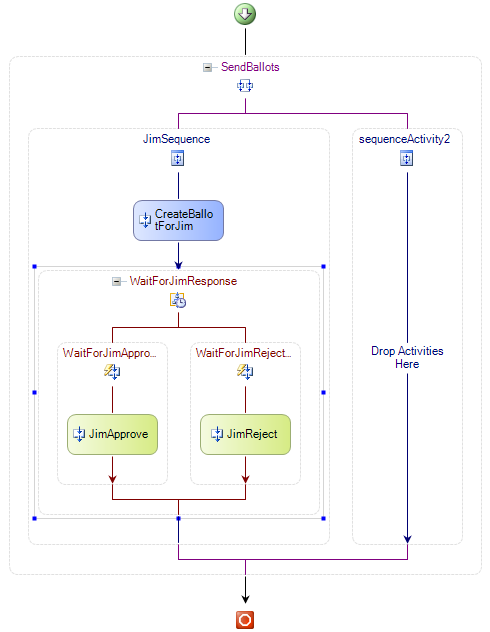 SendBallots
JimSequence
sequenceActivity2
CreateBallo
tForJim
WaitForJimResponse
WaitForJimAppro...
WaitForJimReject...
Drop Activities
Here
JimApprove
JimReject